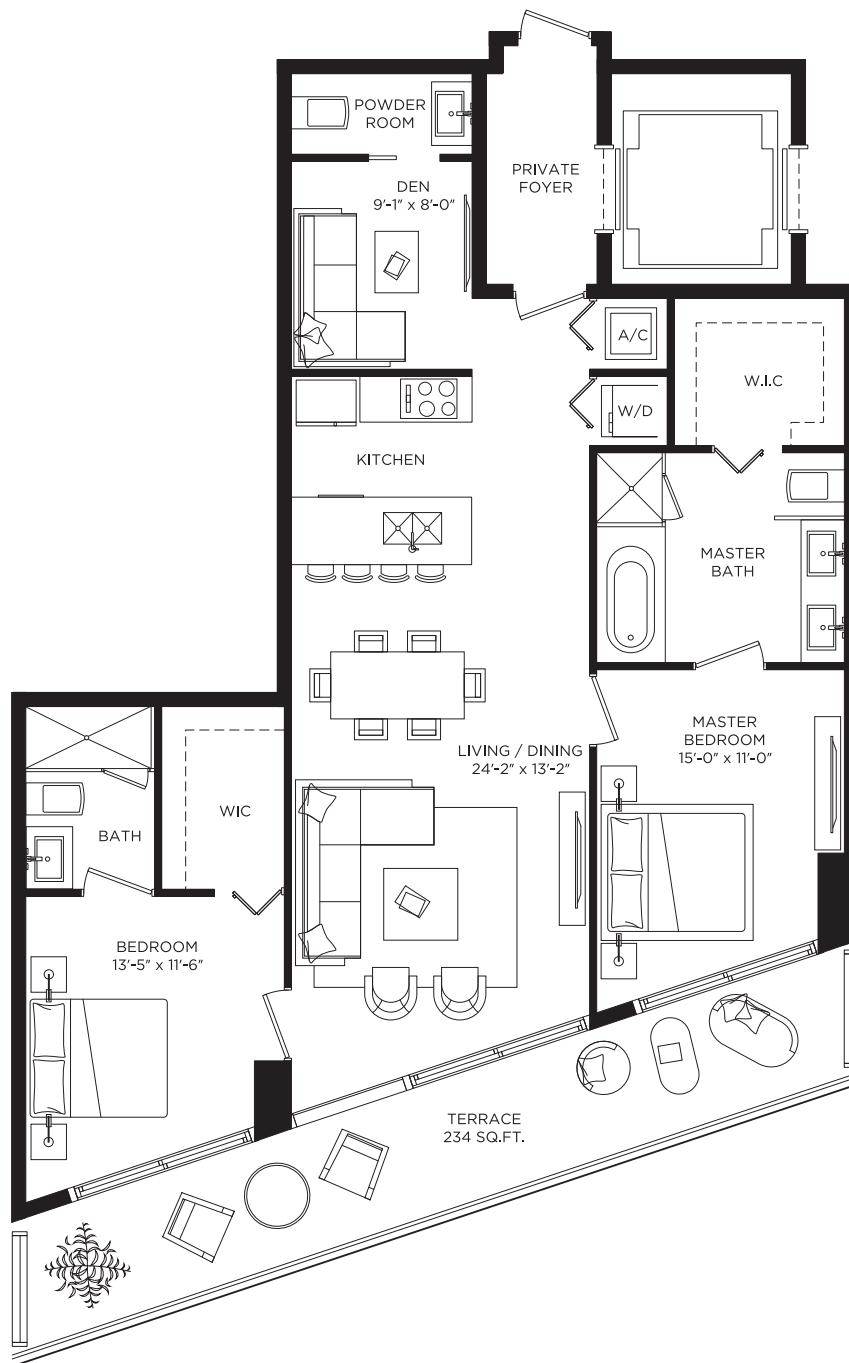 POWDER
ROOM
DEN
9'-1" x 8'-0"
PRIVATE
FOYER
A/C
W.I.C
W/D
KITCHEN
MASTER
BATH
MASTER
BEDROOM
15'-0" x 11'-0"
LIVING / DINING
24'-2" x 13'-2"
WIC
BATH
BEDROOM
13'-5" x 11'-6"
TERRACE
234 SQ.FT.